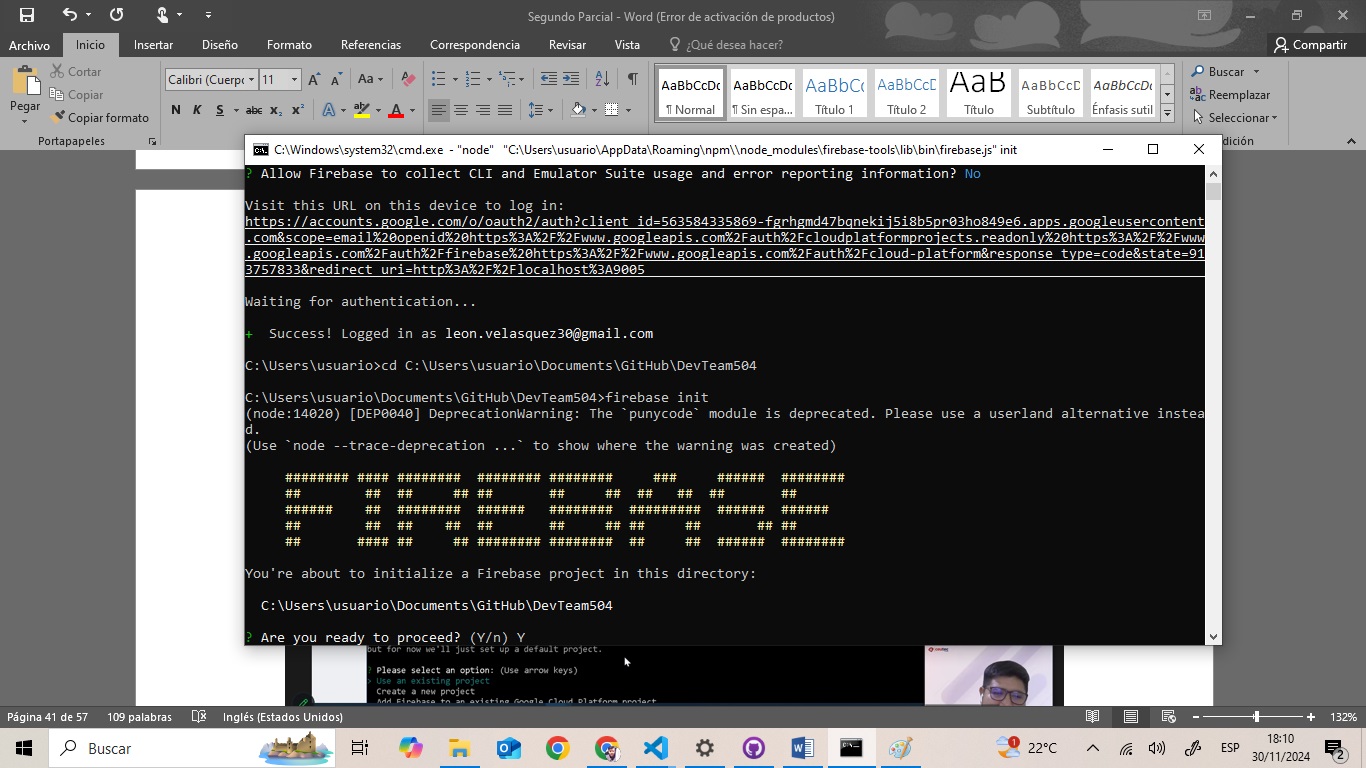 Segundo Parcial - Word (Error de activación de productos)
Archivo Inicio Insertar Diseño Formato Referencias Correspondencia Revisar Vista ¿Qué desea hacer? Compartir
Pegar
Cortar
Copiar
Copiar formato
Portapapeles
Calibri (Cuerpo 11
N K S abc x₂ x²
AaBbCcDc
¶ Normal
AaBbCcDc
¶ Sin espa...
AaBbCc
Título 1
AaBbCcD
Título 2
AaB
Título
AaBbCcD
Subtítulo
AaBbCcDc
Énfasis sutil
Buscar
Reemplazar
Seleccionar
dición
C:\Windows\system32\cmd.exe - "node" "C:\Users\usuario\AppData\Roaming\npm\\node_modules\firebase-tools\lib\bin\firebase.js" init
? Allow Firebase to collect CLI and Emulator Suite usage and error reporting information? No
Visit this URL on this device to log in:
https://accounts.google.com/o/oauth2/auth?client_id=563584335869-fgrhgmd47bqnekij5i8b5pr03ho849e6.apps.googleusercontent
.com&scope=email%20openid%20https%3A%2F%2Fwww.googleapis.com%2Fauth%2Fcloudplatformprojects.readonly%20https%3A%2F%2Fwww
.googleapis.com%2Fauth%2Ffirebase%20https%3A%2F%2Fwww.googleapis.com%2Fauth%2Fcloud-platform&response_type=code&state=91
3757833&redirect_uri=http%3A%2F%2Flocalhost%3A9005
Waiting for authentication...
+ Success! Logged in as leon.velasquez30@gmail.com
C:\Users\usuario>cd C:\Users\usuario\Documents\GitHub\DevTeam504
C:\Users\usuario\Documents\GitHub\DevTeam504>firebase init
(node:14020) [DEP0040] DeprecationWarning: The `punycode` module is deprecated. Please use a userland alternative instea
d.
(Use `node --trace-deprecation ...` to show where the warning was created)
FIREBASE
You're about to initialize a Firebase project in this directory:
C:\Users\usuario\Documents\GitHub\DevTeam504
? Are you ready to proceed? (Y/n) Y
but for now we'll just set up a default project.
? Please select an option: (Use arrow keys)
> Use an existing project
Create a new project
Add Firebase to an existing Google Cloud Platform project
Página 41 de 57 109 palabras Inglés (Estados Unidos) 132%
Buscar 22°C ESP 18:10
30/11/2024 2